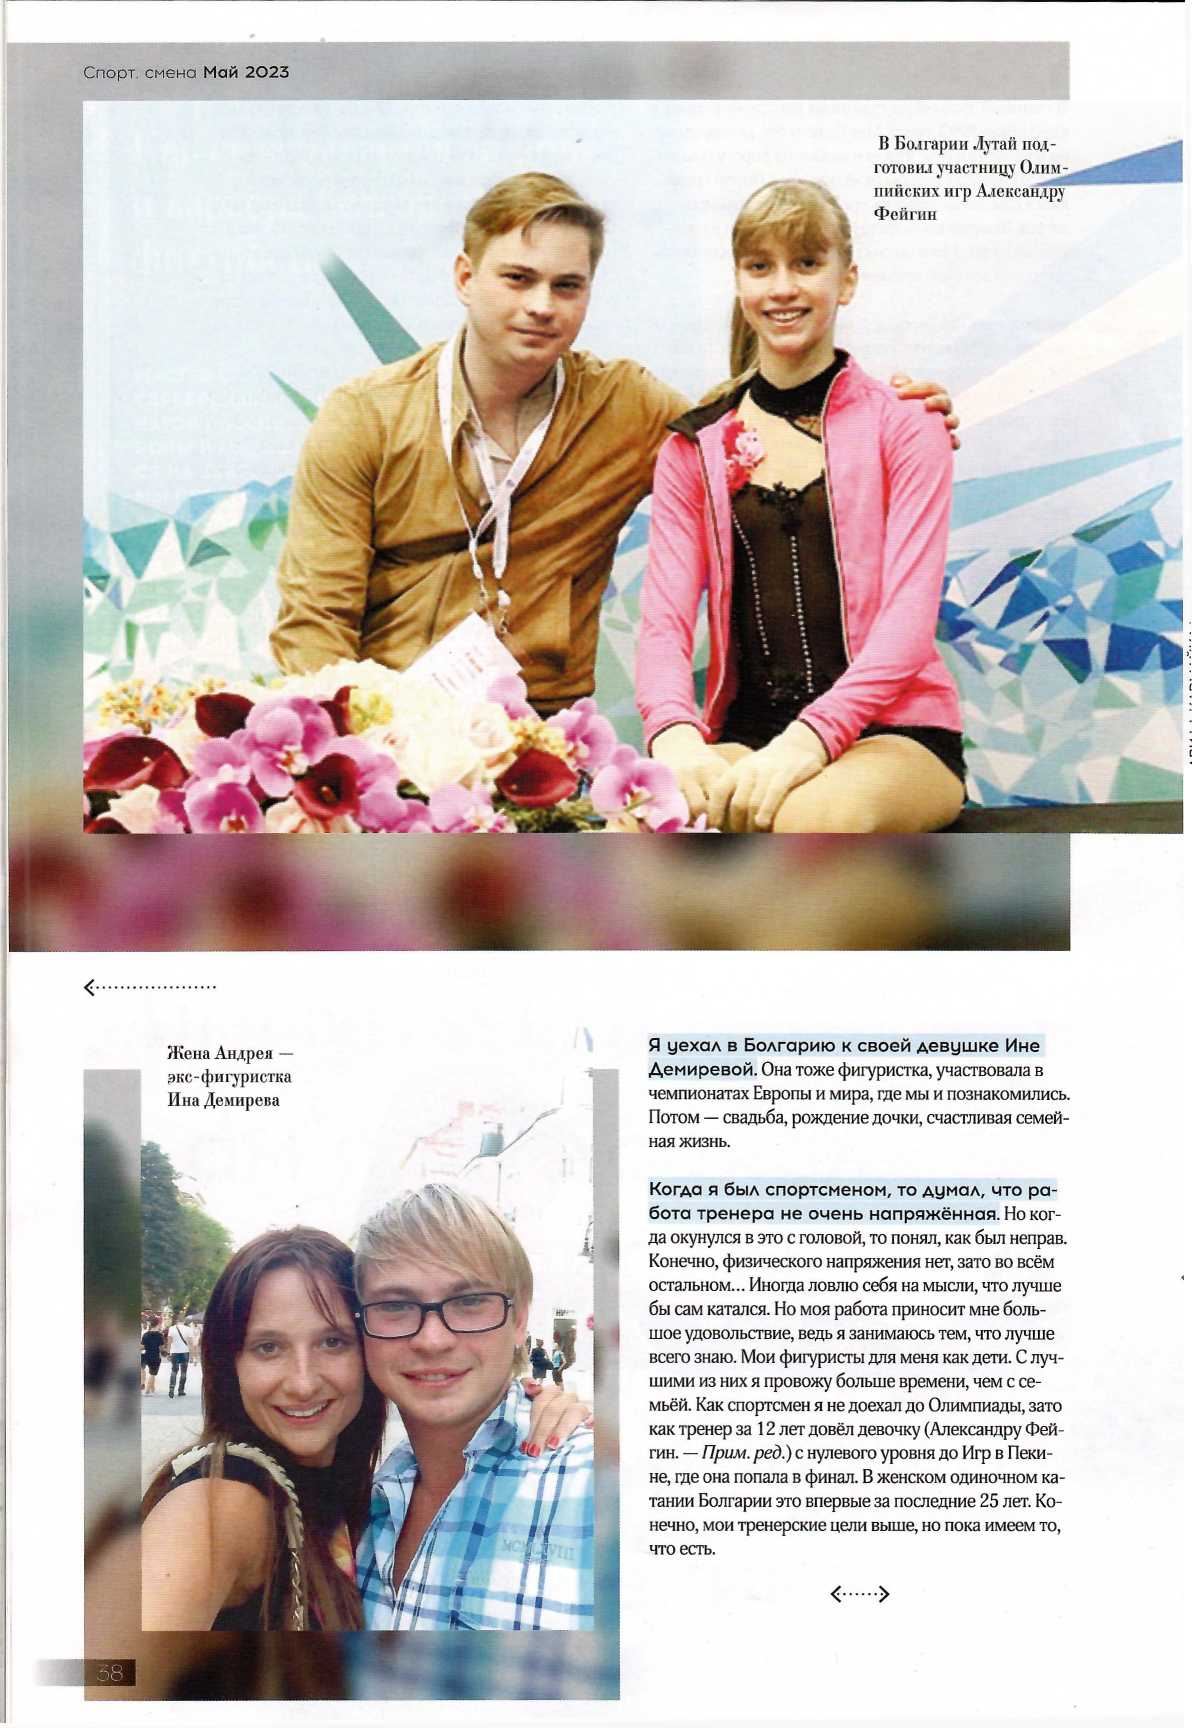 Спорт. смена Май 2023
В Болгарии Лутай под-
готовил участницу Олим-
пийских игр Александру
Фейгин
Жена Андрея —
экс-фигуристка
Ина Демирева
Я уехал в Болгарию к своей девушке Ине
Демиревой. Она тоже фигуристка, участвовала в
чемпионатах Европы и мира, где мы и познакомились.
Потом — свадьба, рождение дочки, счастливая семей-
ная жизнь.
Когда я был спортсменом, то думал, что ра-
бота тренера не очень напряжённая. Но ког-
да окунулся в это с головой, то понял, как был неправ.
Конечно, физического напряжения нет, зато во всём
остальном... Иногда ловлю себя на мысли, что лучше
бы сам катался. Но моя работа приносит мне боль-
шое удовольствие, ведь я занимаюсь тем, что лучше
всего знаю. Мои фигуристы для меня как дети. С луч-
шими из них я провожу больше времени, чем с се-
мьёй. Как спортсмен я не доехал до Олимпиады, зато
как тренер за 12 лет довёл девочку (Александру Фей-
гин. — Прим. ред.) с нулевого уровня до Игр в Пеки-
не, где она попала в финал. В женском одиночном ка-
тании Болгарии это впервые за последние 25 лет. Ко-
нечно, мои тренерские цели выше, но пока имеем то,
что есть.
MCMLXVIII
38